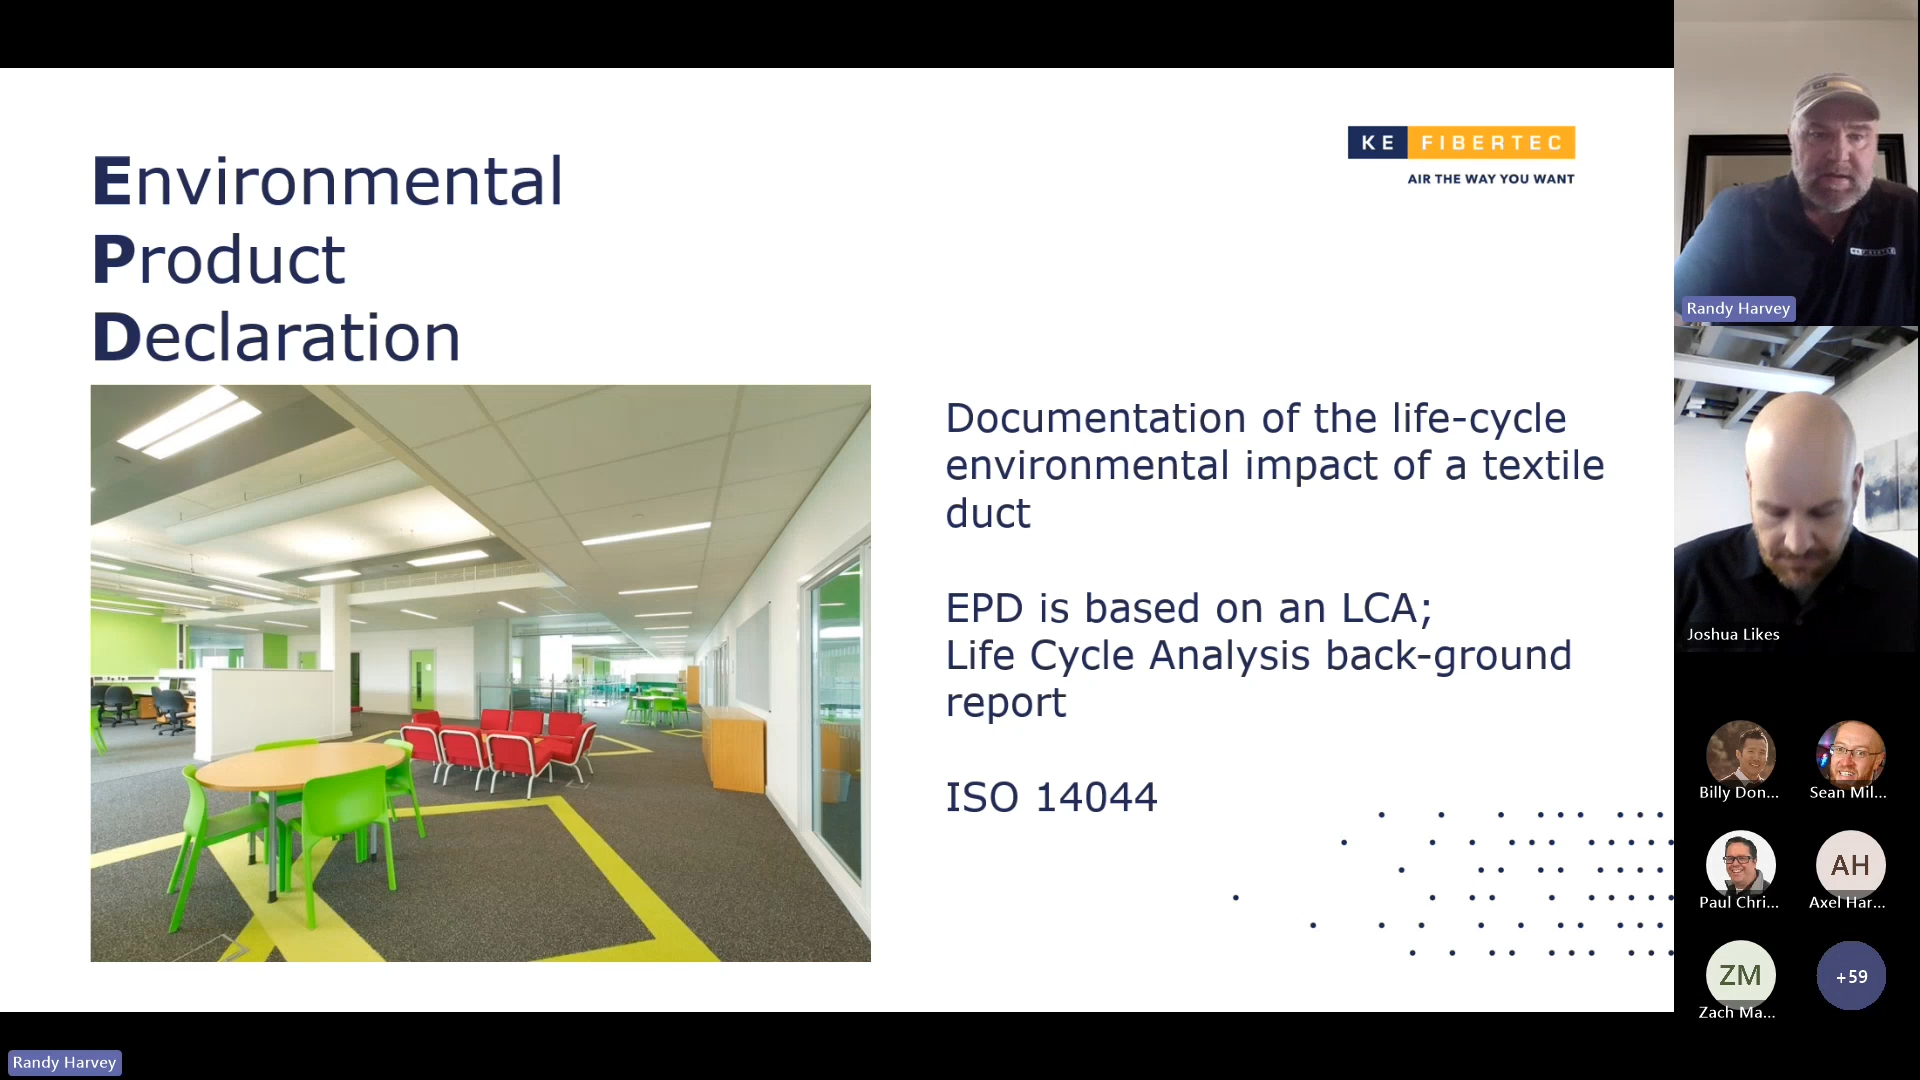 Environmental
Product
Declaration
KE FIBERTEC
AIR THE WAY YOU WANT
Documentation of the life-cycle
environmental impact of a textile
duct
EPD is based on an LCA;
Life Cycle Analysis back-ground
report
ISO 14044
KE FIBERTEC
Randy Harvey
Joshua Likes
Billy Don...
Sean Mil...
Paul Chri...
AH
Axel Har...
ZM
Zach Ma...
+59
Randy Harvey